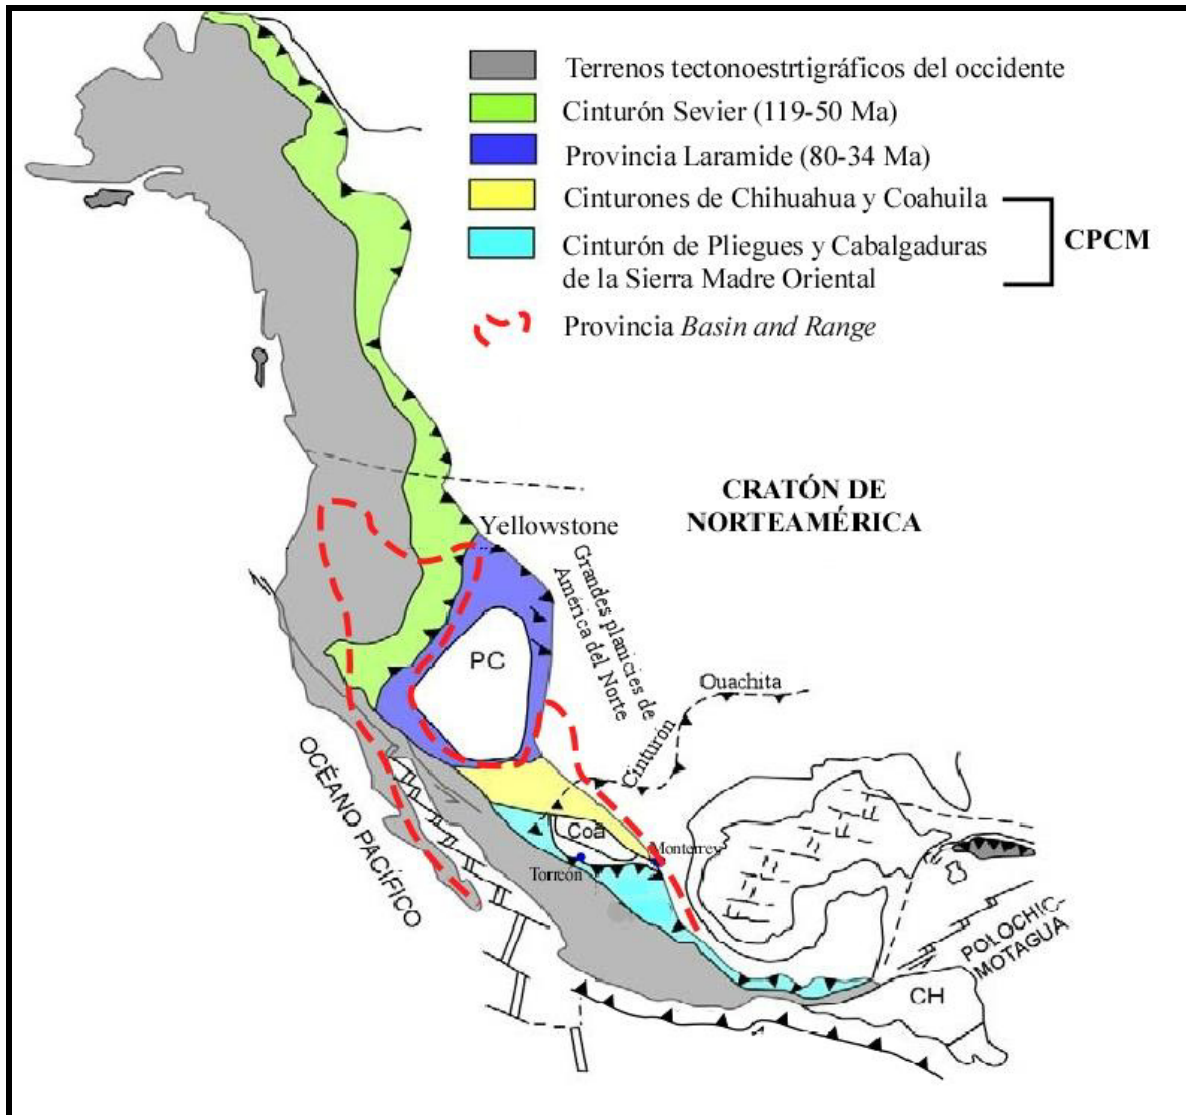 Terrenos tectonoestrtigráficos del occidente
Cinturón Sevier (119-50 Ma)
Provincia Laramide (80-34 Ma)
Cinturones de Chihuahua y Coahuila
Cinturón de Pliegues y Cabalgaduras
de la Sierra Madre Oriental
CPCM
Provincia Basin and Range
CRATÓN DE
NORTEAMÉRICA
Yellowstone
Grandes planicies de
América del Norte
PC
Ouachita
Cinturón
OCÉANO PACÍFICO
Coa
Monterrey
Torreón
POLOCHIC-
MOTAGUA
CH